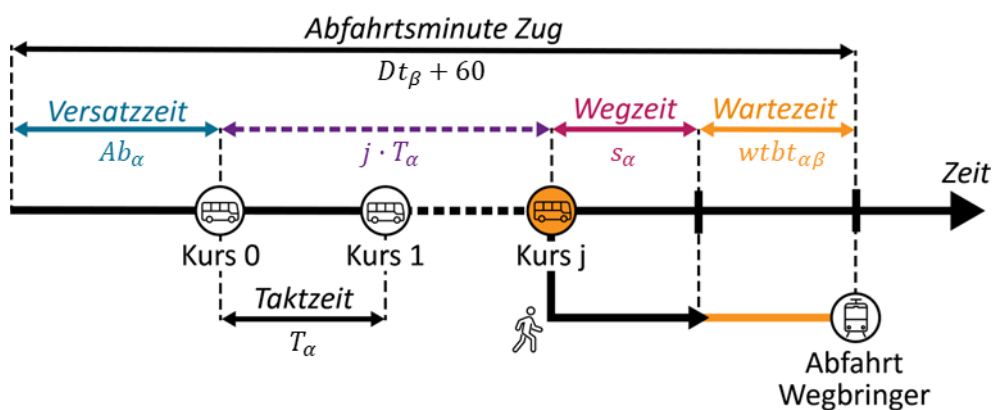 Abfahrtsminute Zug
Dtβ + 60
Versatzzeit
Wegzeit
Wartezeit
Abα
j · Tα
sα
wtbtαβ
Zeit
Kurs 0
Kurs 1
Kurs j
Taktzeit
Tα
Abfahrt
Wegbringer